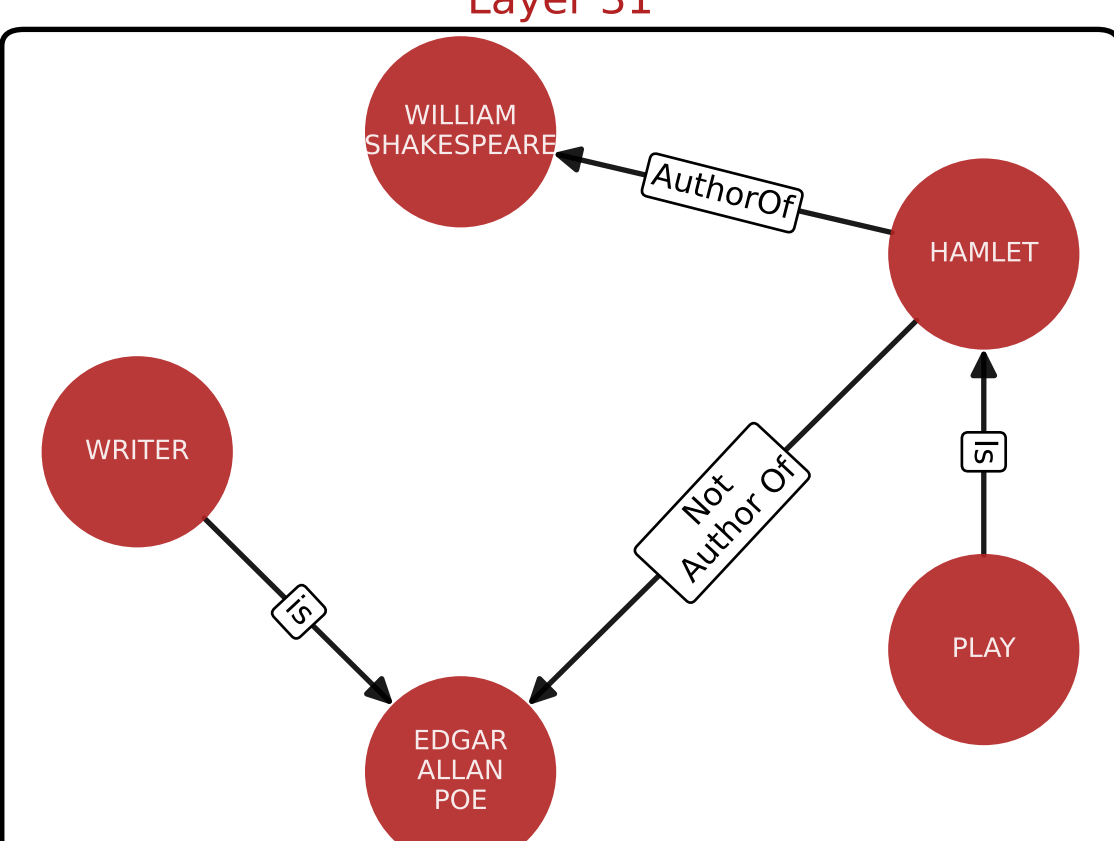 Layer 31
WILLIAM
SHAKESPEARE
AuthorOf
HAMLET
WRITER
Not
Author Of
Is
is
PLAY
EDGAR
ALLAN
POE